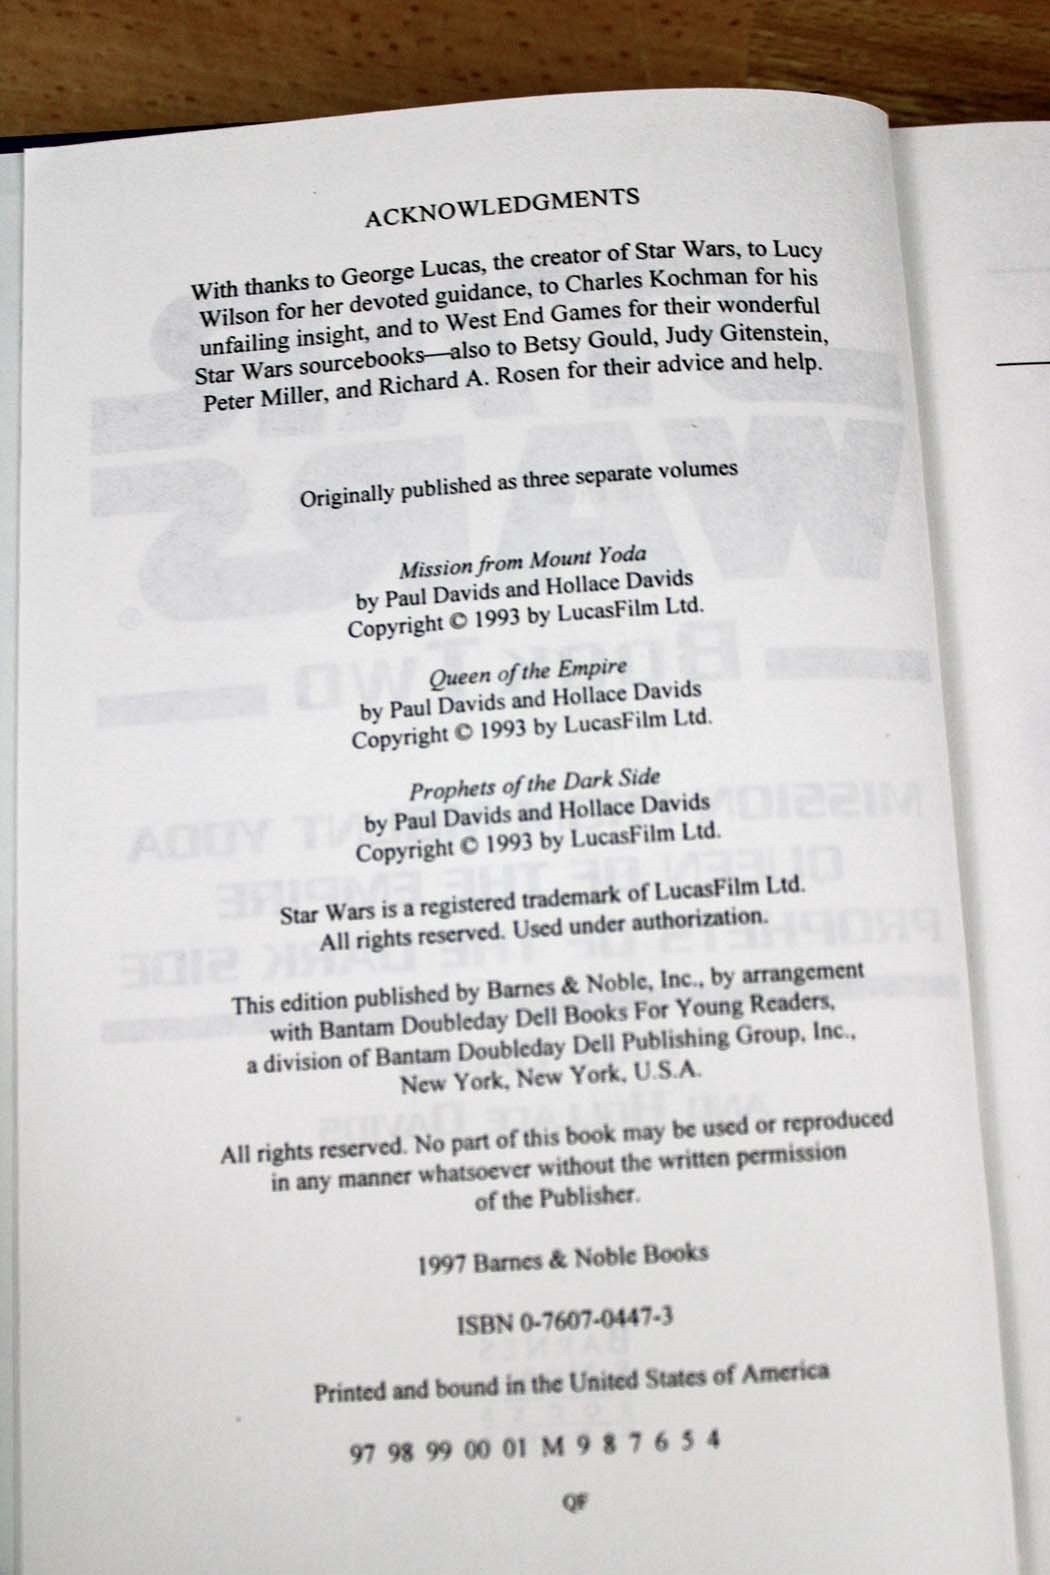 ACKNOWLEDGMENTS
With thanks to George Lucas, the creator of Star Wars, to Lucy
Wilson for her devoted guidance, to Charles Kochman for his
unfailing insight, and to West End Games for their wonderful
Star Wars sourcebooks—also to Betsy Gould, Judy Gitenstein,
Peter Miller, and Richard A. Rosen for their advice and help.
Originally published as three separate volumes
Mission from Mount Yoda
by Paul Davids and Hollace Davids
Copyright © 1993 by LucasFilm Ltd.
Queen of the Empire
by Paul Davids and Hollace Davids
Copyright © 1993 by LucasFilm Ltd.
Prophets of the Dark Side
by Paul Davids and Hollace Davids
Copyright © 1993 by LucasFilm Ltd.
Star Wars is a registered trademark of LucasFilm Ltd.
All rights reserved. Used under authorization.
This edition published by Barnes & Noble, Inc., by arrangement
with Bantam Doubleday Dell Books For Young Readers,
a division of Bantam Doubleday Dell Publishing Group, Inc.,
New York, New York, U.S.A.
All rights reserved. No part of this book may be used or reproduced
in any manner whatsoever without the written permission
of the Publisher.
1997 Barnes & Noble Books
ISBN 0-7607-0447-3
Printed and bound in the United States of America
97 98 99 00 01 M 9 8 7 6 5 4
QF